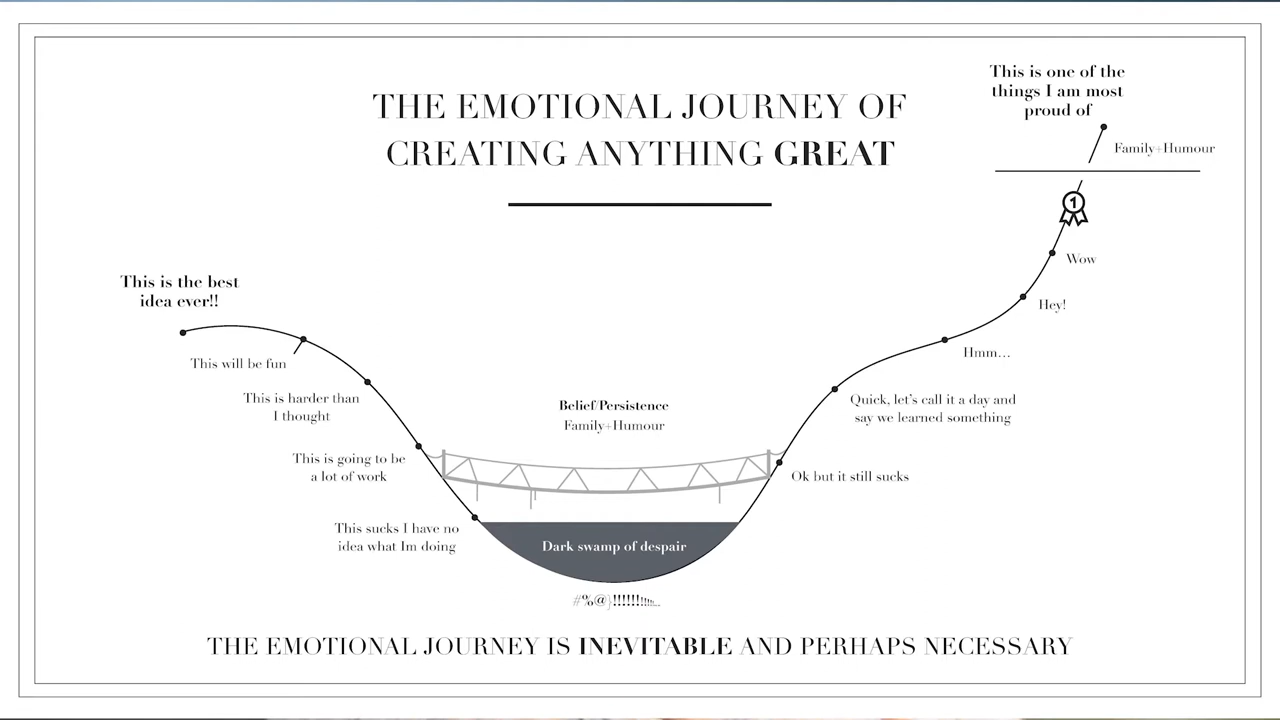 THE EMOTIONAL JOURNEY OF
CREATING ANYTHING GREAT
This is one of the
things I am most
proud of
Family+Humour
1
Wow
Hey!
Hmm...
Quick, let's call it a day and
say we learned something
Ok but it still sucks
This is the best
idea ever!!
This will be fun
This is harder than
I thought
This is going to be
a lot of work
This sucks I have no
idea what Im doing
Belief/Persistence
Family+Humour
Dark swamp of despair
#%@)!!!!!!!!!!...
THE EMOTIONAL JOURNEY IS INEVITABLE AND PERHAPS NECESSARY